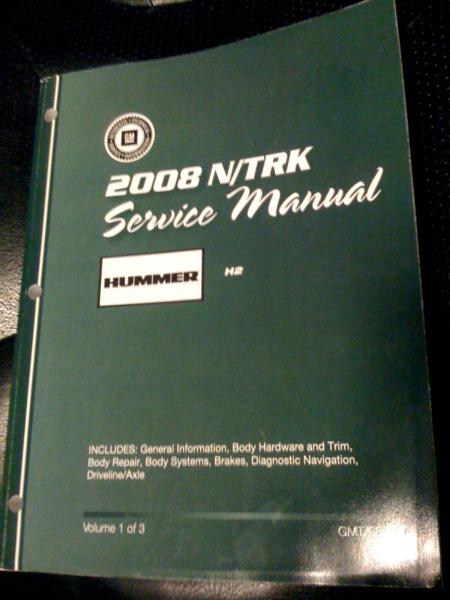 GM
2008 N/TRK
Service Manual
HUMMER H2
INCLUDES: General Information, Body Hardware and Trim,
Body Repair, Body Systems, Brakes, Diagnostic Navigation,
Driveline/Axle
Volume 1 of 3